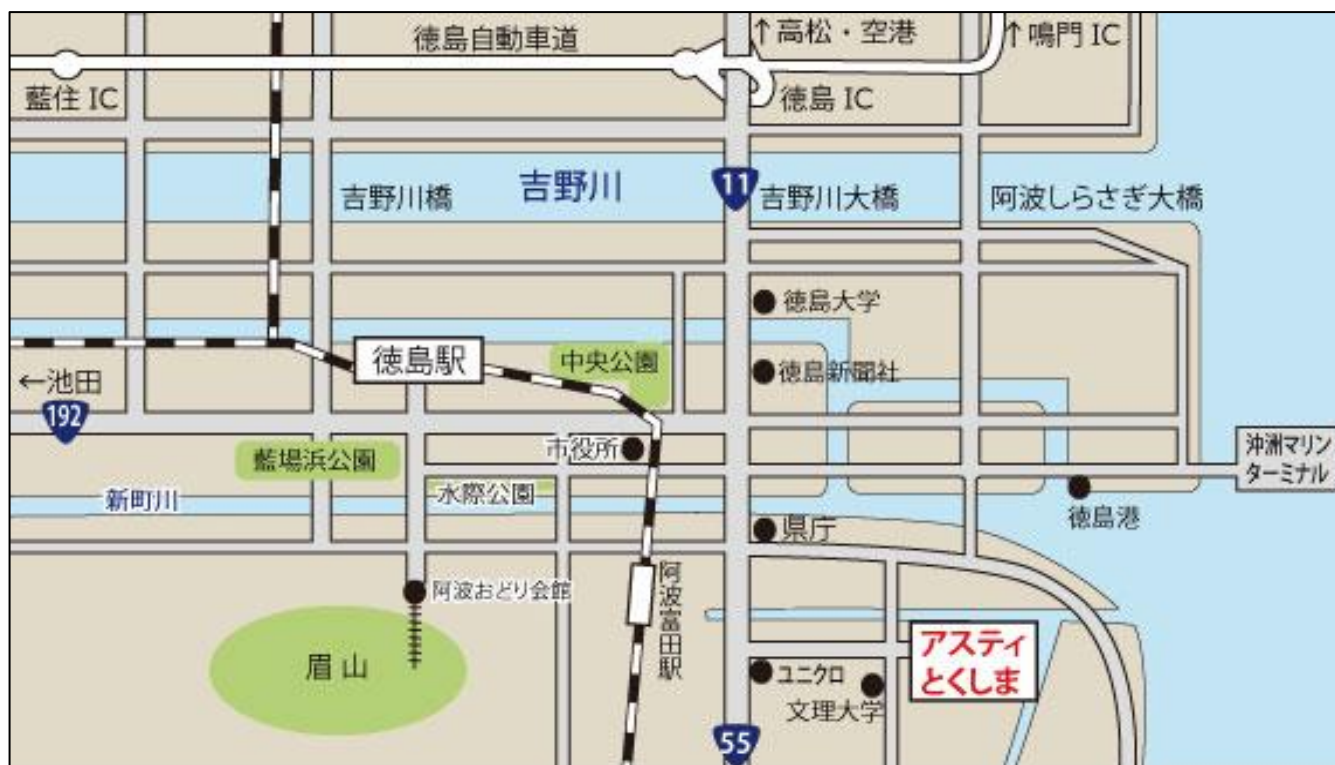 徳島自動車道
↑高松・空港
↑鳴門 IC
藍住 IC
徳島 IC
吉野川橋
吉野川
11
吉野川大橋
阿波しらさぎ大橋
徳島大学
徳島駅
中央公園
徳島新聞社
←池田
192
藍場浜公園
市役所
沖洲マリン
ターミナル
新町川
水際公園
徳島港
県庁
阿波おどり会館
阿波富田駅
眉山
アスティ
とくしま
ユニクロ
文理大学
55